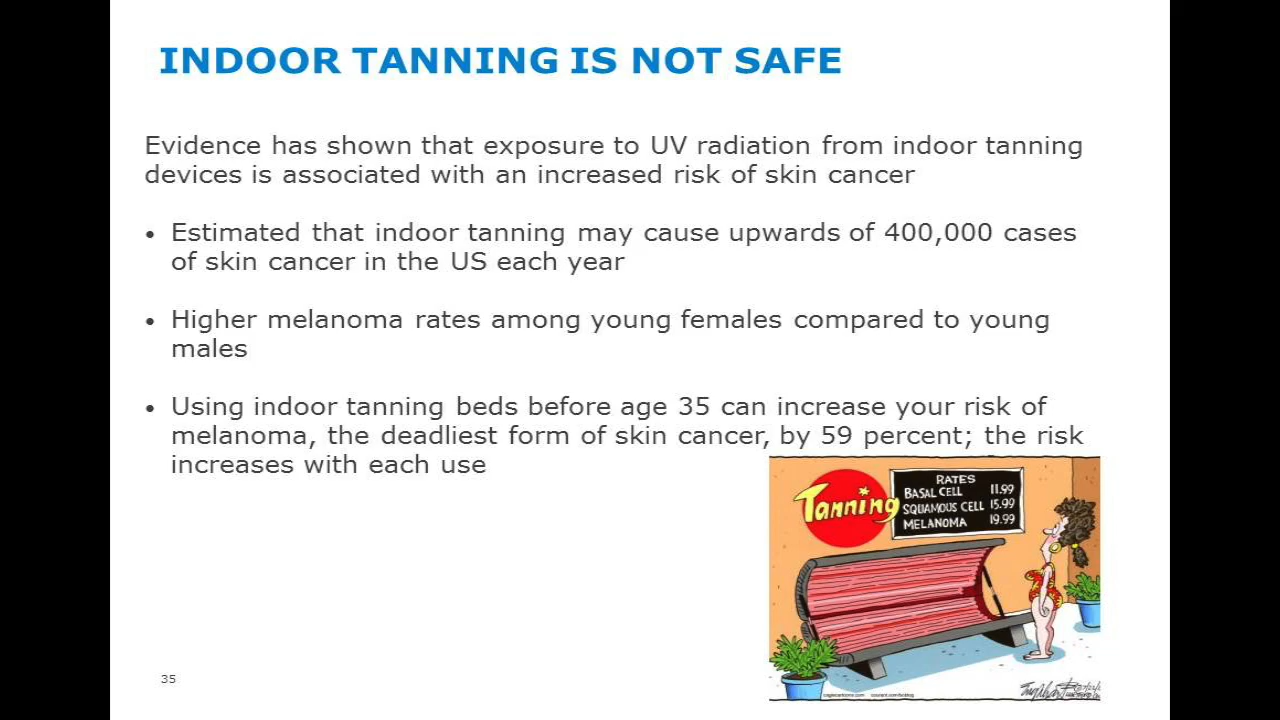 INDOOR TANNING IS NOT SAFE
Evidence has shown that exposure to UV radiation from indoor tanning
devices is associated with an increased risk of skin cancer
• Estimated that indoor tanning may cause upwards of 400,000 cases
of skin cancer in the US each year
• Higher melanoma rates among young females compared to young
males
• Using indoor tanning beds before age 35 can increase your risk of
melanoma, the deadliest form of skin cancer, by 59 percent; the risk
increases with each use
Tanning
RATES
BASAL CELL 11.99
SQUAMOUS CELL 15.99
MELANOMA 19.99
35